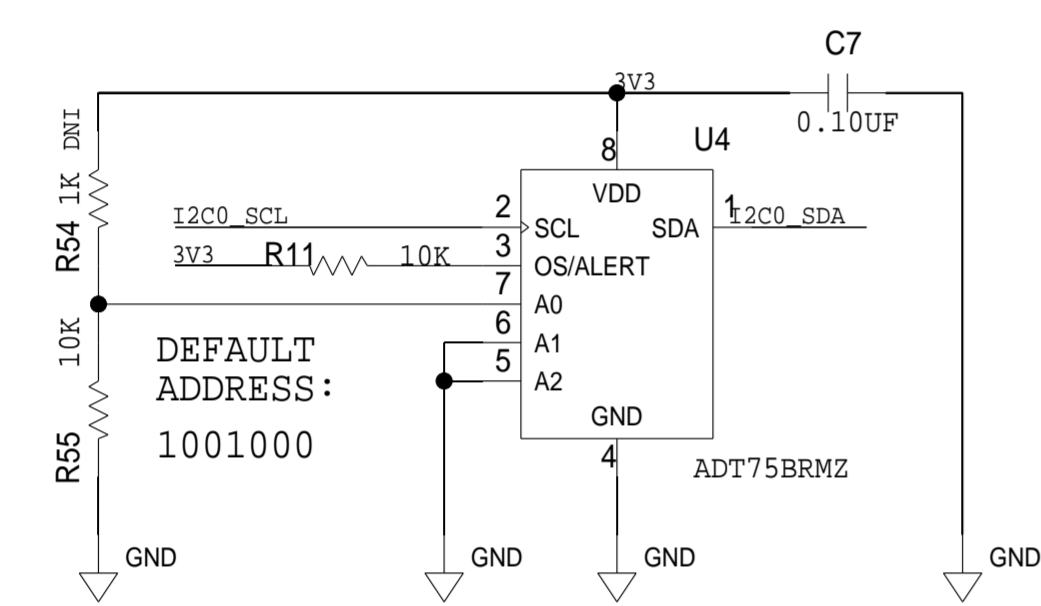 C7
3V3
0.10UF
U4
8
VDD
DNI
1K
R54
I2C0_SCL
2
SCL
SDA
1
I2C0_SDA
3V3
R11
10K
3
OS/ALERT
7
A0
6
A1
5
A2
10K
R55
DEFAULT
ADDRESS:
1001000
GND
4
ADT75BRMZ
GND
GND
GND
GND